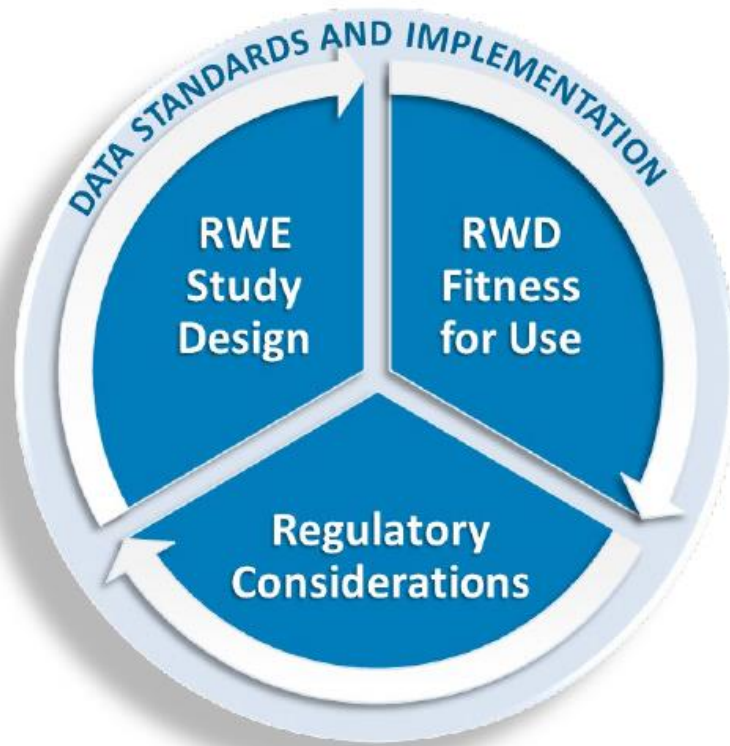 DATA STANDARDS AND IMPLEMENTATION
RWE
Study
Design
RWD
Fitness
for Use
Regulatory
Considerations